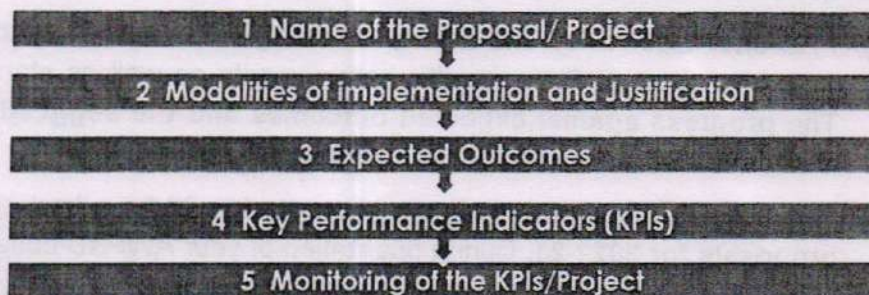 1 Name of the Proposal/ Project
2 Modalities of implementation and Justification
3 Expected Outcomes
4 Key Performance Indicators (KPIs)
5 Monitoring of the KPIs/Project